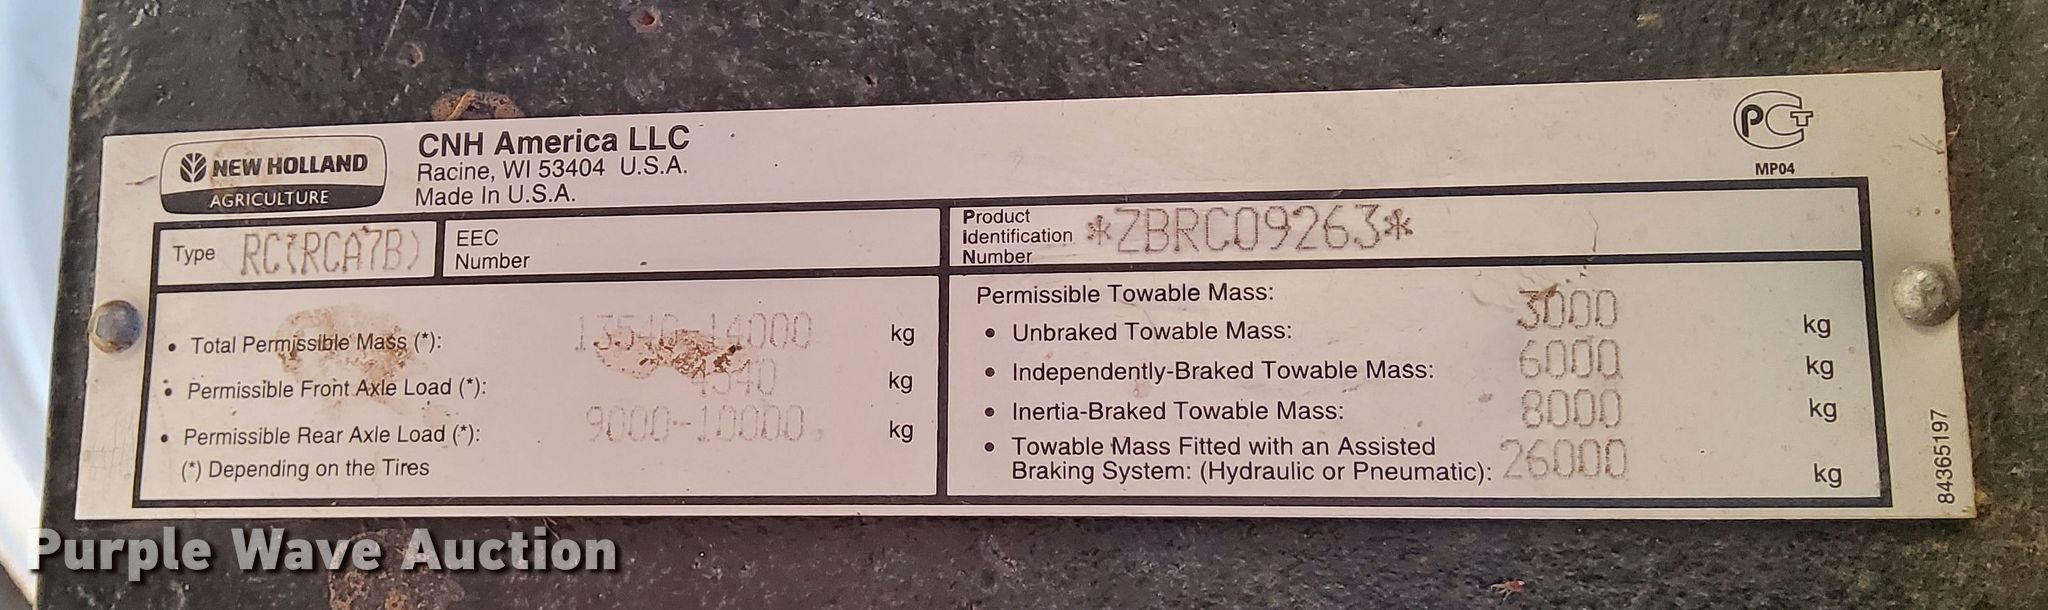 NEW HOLLAND
AGRICULTURE
CNH America LLC
Racine, WI 53404 U.S.A.
Made In U.S.A.
PCT
MP04
Type RC(RCA7B)
EEC
Number
Product
Identification
Number
*ZBRC09263*
• Total Permissible Mass (*): 13540-14000 kg
• Permissible Front Axle Load (*): 4540 kg
• Permissible Rear Axle Load (*): 9000-10000 kg
(*) Depending on the Tires
Permissible Towable Mass:
• Unbraked Towable Mass: 3000 kg
• Independently-Braked Towable Mass: 6000 kg
• Inertia-Braked Towable Mass: 8000 kg
• Towable Mass Fitted with an Assisted
Braking System: (Hydraulic or Pneumatic): 26000 kg
84365197
Purple Wave Auction